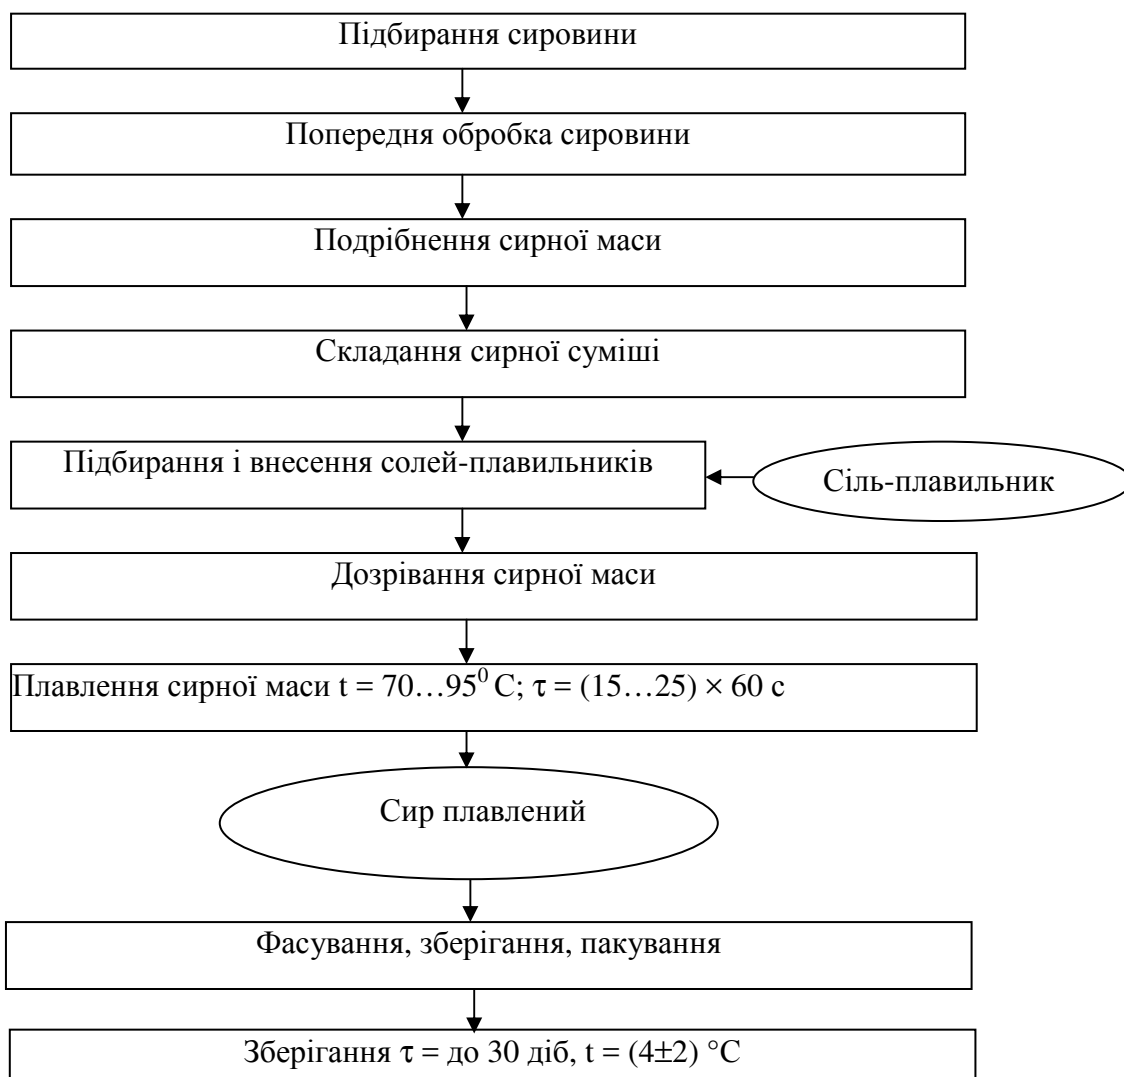 Підбирання сировини
Попередня обробка сировини
Подрібнення сирної маси
Складання сирної суміші
Підбирання і внесення солей-плавильників
Сіль-плавильник
Дозрівання сирної маси
Плавлення сирної маси t = 70…95⁰ С; τ = (15…25) × 60 с
Сир плавлений
Фасування, зберігання, пакування
Зберігання τ = до 30 діб, t = (4±2) °С